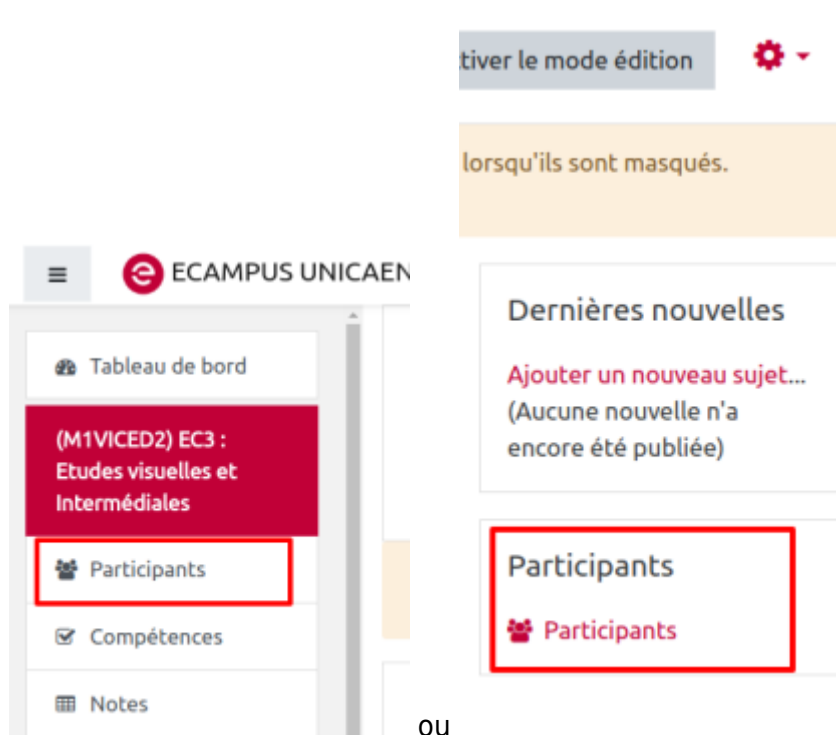 ECAMPUS UNICAEN
Tableau de bord
(M1VICED2) EC3 :
Etudes visuelles et
Intermédiales
Participants
Compétences
Notes
ou
tiver le mode édition
lorsqu'ils sont masqués.
Dernières nouvelles
Ajouter un nouveau sujet...
(Aucune nouvelle n'a
encore été publiée)
Participants
Participants